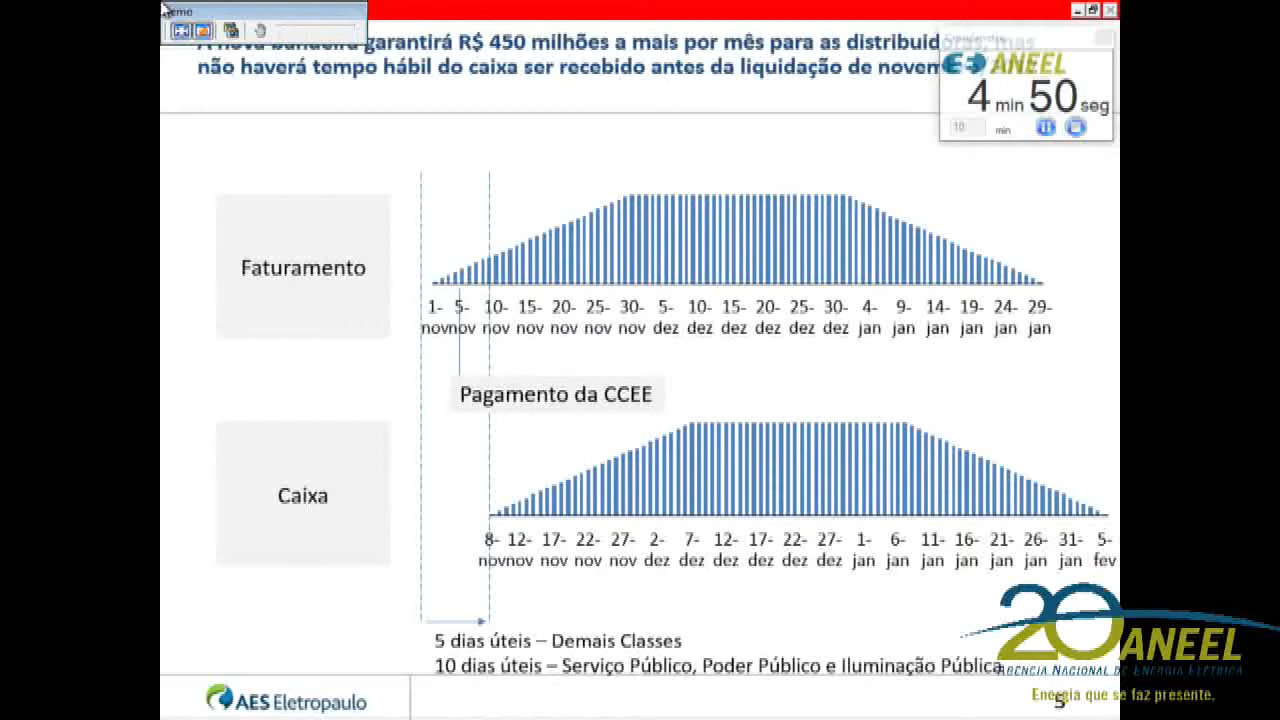 A nova bandeira garantirá R$ 450 milhões a mais por mês para as distribuidoras, mas
não haverá tempo hábil do caixa ser recebido antes da liquidação de novem
ANEEL
4 min 50 seg
10 min
Faturamento
1- 5- 10- 15- 20- 25- 30- 5- 10- 15- 20- 25- 30- 4- 9- 14- 19- 24- 29-
nov nov nov nov nov nov nov dez dez dez dez dez dez jan jan jan jan jan jan
Pagamento da CCEE
Caixa
8- 12- 17- 22- 27- 2- 7- 12- 17- 22- 27- 1- 6- 11- 16- 21- 26- 31- 5-
nov nov nov nov nov dez dez dez dez dez dez jan jan jan jan jan jan jan fev
5 dias úteis – Demais Classes
10 dias úteis – Serviço Público, Poder Público e Iluminação Pública
20 ANEEL
AGÊNCIA NACIONAL DE ENERGIA ELÉTRICA
Energia que se faz presente.
AES Eletropaulo
5